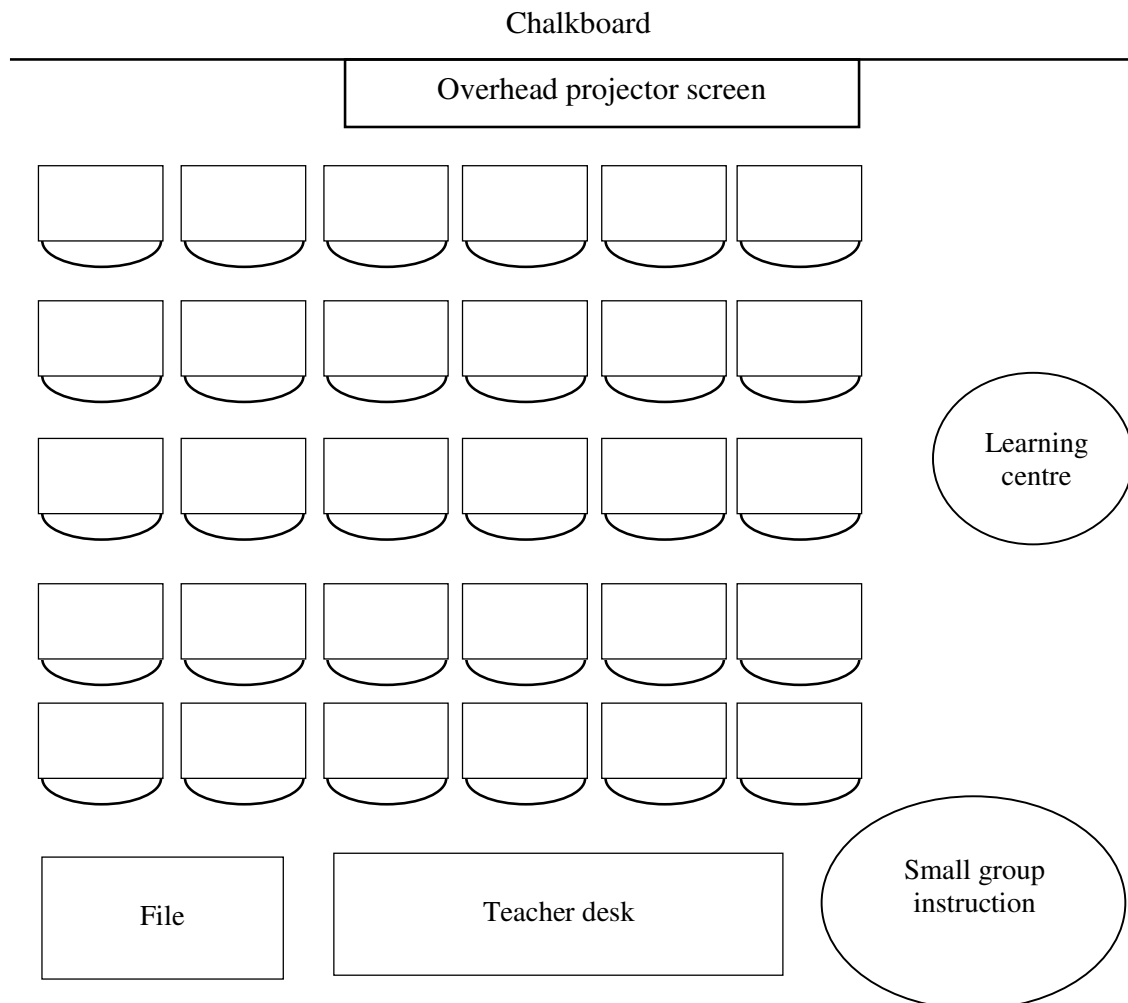 Chalkboard
Overhead projector screen
Learning
centre
Small group
instruction
File
Teacher desk